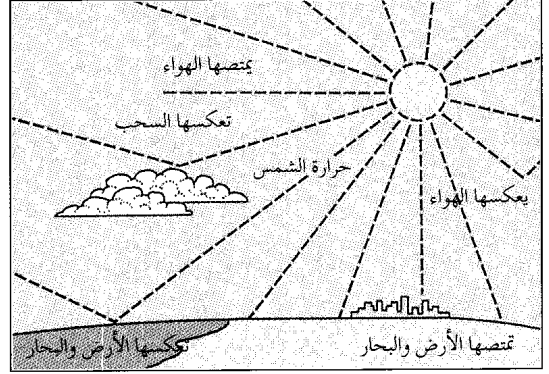 يمتصها الهواء
تعكسها السحب
حرارة الشمس
يعكسها الهواء
تمتصها الأرض والبحار
تعكسها الأرض والبحار